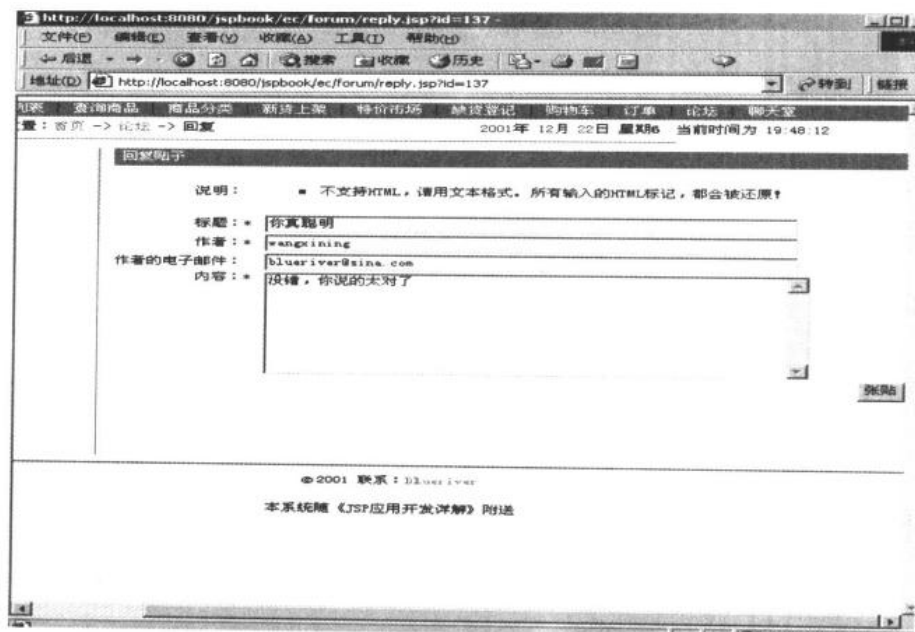 http://localhost:8080/jspbook/ec/forum/reply.jsp?id=137 -
文件(F) 编辑(E) 查看(V) 收藏(A) 工具(T) 帮助(H)
后退 搜索 收藏 历史
地址(D) http://localhost:8080/jspbook/ec/forum/reply.jsp?id=137 转到 链接
查询商品 商品分类 新货上架 特价市场 缺货登记 购物车 订单 论坛 聊天室
置：首页 -> 论坛 -> 回复 2001年 12月 22日 星期6 当前时间为 19:48:12
回复帖子
说明： ■ 不支持HTML，请用文本格式。所有输入的HTML标记，都会被还原！
标题：* 你真聪明
作者：* wangxining
作者的电子邮件： blueriver@sina.com
内容：* 没错，你说的太对了
张贴
©2001 联系：blueriver
本系统随《JSP应用开发详解》附送